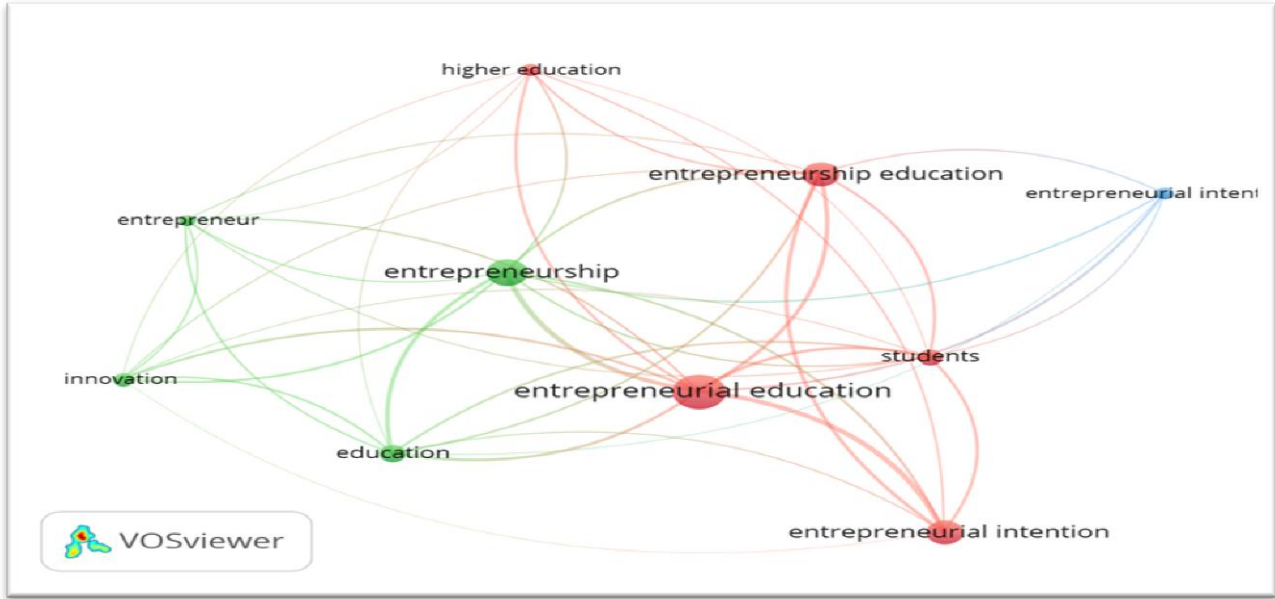 higher education
entrepreneurship education
entrepreneurial intent
entrepreneur
entrepreneurship
students
innovation
entrepreneurial education
education
entrepreneurial intention
VOSviewer